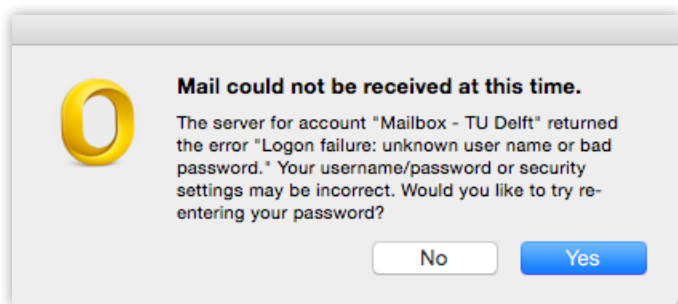 Mail could not be received at this time.
The server for account "Mailbox - TU Delft" returned
the error "Logon failure: unknown user name or bad
password." Your username/password or security
settings may be incorrect. Would you like to try re-
entering your password?
No
Yes